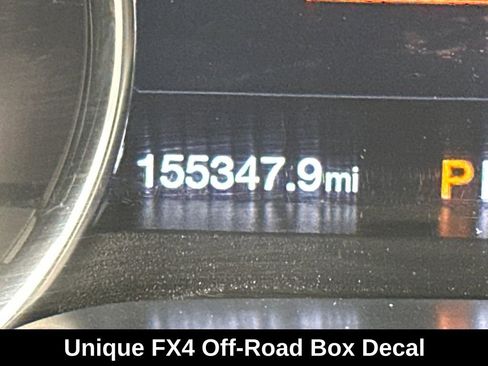 155347.9mi P
Unique FX4 Off-Road Box Decal